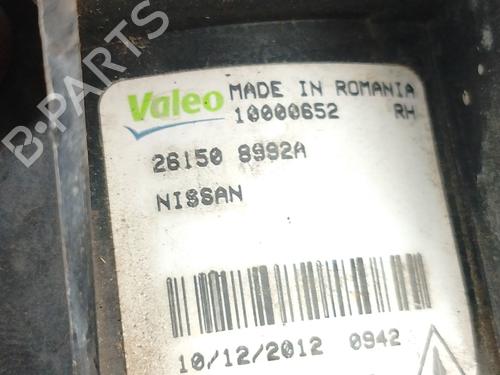 Valeo MADE IN ROMANIA
10000652 RH
26150 8992A
NISSAN
10/12/2012 0942
B-PARTS